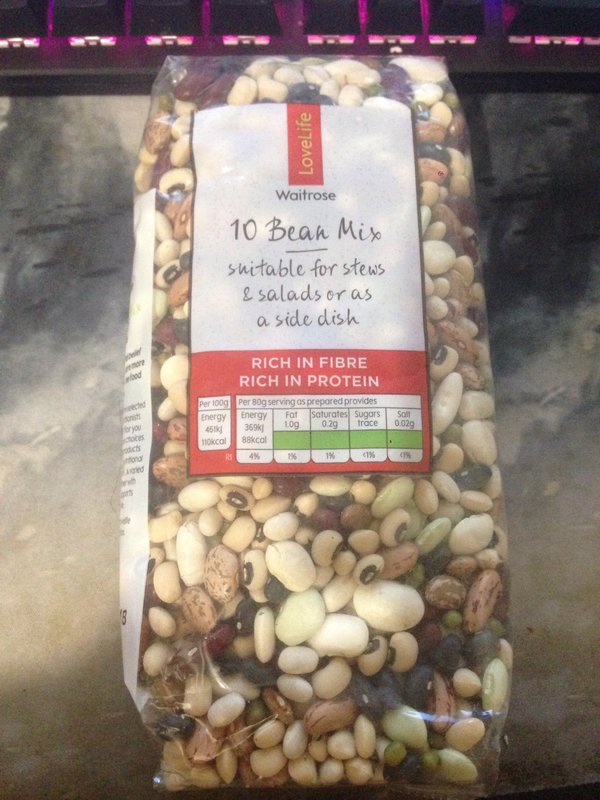 LoveLife
Waitrose
10 Bean Mix
suitable for stews
& salads or as
a side dish
RICH IN FIBRE
RICH IN PROTEIN
Per 100g
Energy
461kJ
110kcal
Per 80g serving as prepared provides
Energy
369kJ
88kcal
Fat
1.0g
Saturates
0.2g
Sugars
trace
Salt
0.02g
RI
4%
1%
1%
<1%
<1%